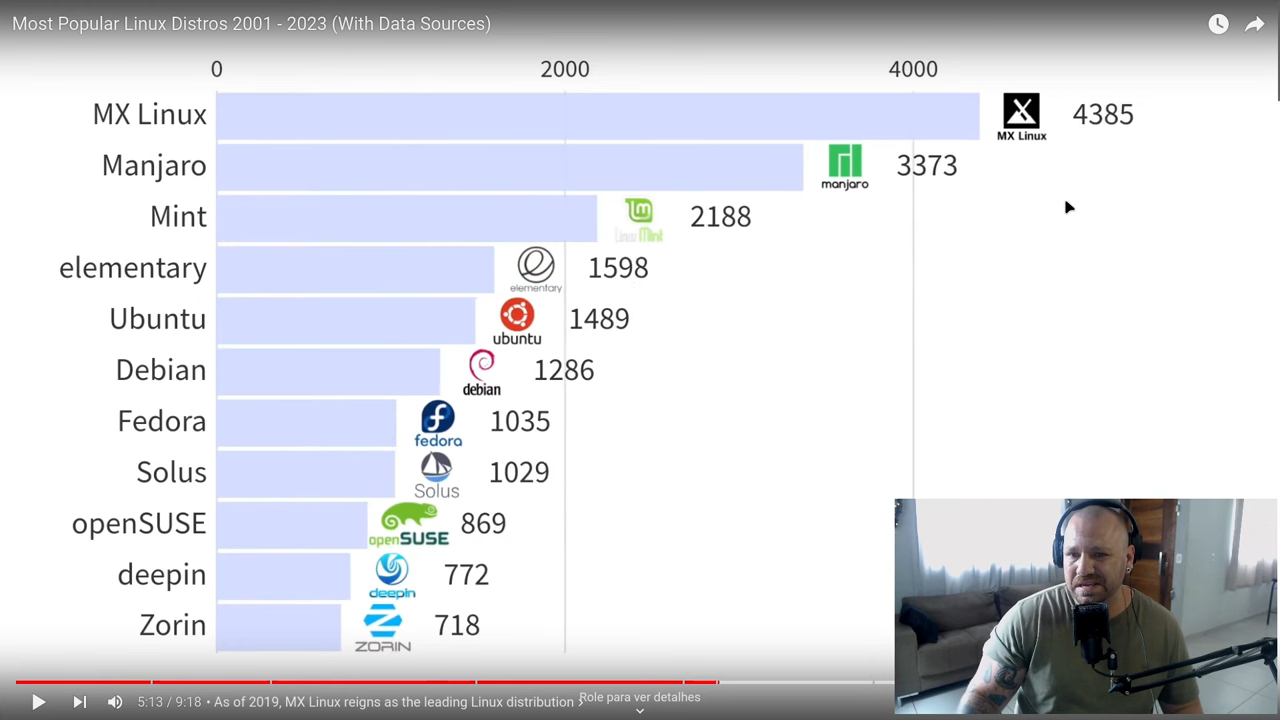 Most Popular Linux Distros 2001 - 2023 (With Data Sources)
0 2000 4000
MX Linux MX Linux 4385
Manjaro manjaro 3373
Mint Linux Mint 2188
elementary elementary 1598
Ubuntu ubuntu 1489
Debian debian 1286
Fedora fedora 1035
Solus Solus 1029
openSUSE openSUSE 869
deepin deepin 772
Zorin ZORIN 718
5:13 / 9:18 • As of 2019, MX Linux reigns as the leading Linux distribution >
Role para ver detalhes